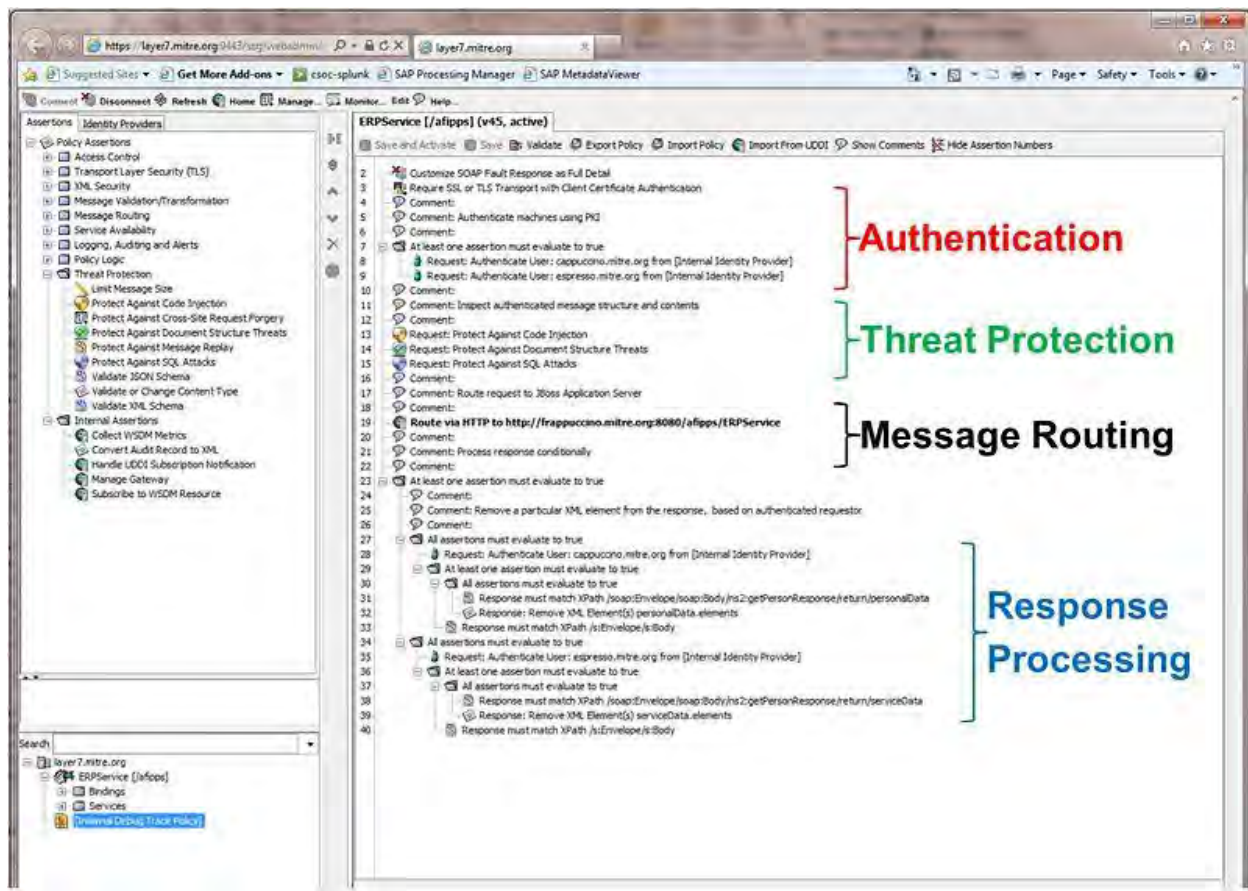 https://layer7.mitre.org:9443/ssg/webadmin/
layer7.mitre.org
Suggested Sites
Get More Add-ons
csoc-splunk
SAP Processing Manager
SAP MetadataViewer
Page
Safety
Tools
Connect
Disconnect
Refresh
Home
Manage...
Monitor...
Edit
Help...
Assertions
Identity Providers
Policy Assertions
Access Control
Transport Layer Security (TLS)
XML Security
Message Validation/Transformation
Message Routing
Service Availability
Logging, Auditing and Alerts
Policy Logic
Threat Protection
Limit Message Size
Protect Against Code Injection
Protect Against Cross-Site Request Forgery
Protect Against Document Structure Threats
Protect Against Message Replay
Protect Against SQL Attacks
Validate JSON Schema
Validate or Change Content Type
Validate XML Schema
Internal Assertions
Collect WSDM Metrics
Convert Audit Record to XML
Handle UDDI Subscription Notification
Manage Gateway
Subscribe to WSDM Resource
Search
layer7.mitre.org
ERPService [/afipps]
Bindings
Services
[Internal Debug Trace Policy]
ERPService [/afipps] (v45, active)
Save and Activate
Save
Validate
Export Policy
Import Policy
Import From UDDI
Show Comments
Hide Assertion Numbers
2 Customize SOAP Fault Response as Full Detail
3 Require SSL or TLS Transport with Client Certificate Authentication
4 Comment:
5 Comment: Authenticate machines using PKI
6 Comment:
7 At least one assertion must evaluate to true
8 Request: Authenticate User: cappuccino.mitre.org from [Internal Identity Provider]
9 Request: Authenticate User: espresso.mitre.org from [Internal Identity Provider]
10 Comment:
11 Comment: Inspect authenticated message structure and contents
12 Comment:
13 Request: Protect Against Code Injection
14 Request: Protect Against Document Structure Threats
15 Request: Protect Against SQL Attacks
16 Comment:
17 Comment: Route request to JBoss Application Server
18 Comment:
19 Route via HTTP to http://frappuccino.mitre.org:8080/afipps/ERPService
20 Comment:
21 Comment: Process response conditionally
22 Comment:
23 At least one assertion must evaluate to true
24 Comment:
25 Comment: Remove a particular XML element from the response, based on authenticated requestor
26 Comment:
27 All assertions must evaluate to true
28 Request: Authenticate User: cappuccino.mitre.org from [Internal Identity Provider]
29 At least one assertion must evaluate to true
30 All assertions must evaluate to true
31 Response must match XPath /soap:Envelope/soap:Body/ns2:getPersonResponse/return/personalData
32 Response: Remove XML Element(s) personalData.elements
33 Response must match XPath /s:Envelope/s:Body
34 All assertions must evaluate to true
35 Request: Authenticate User: espresso.mitre.org from [Internal Identity Provider]
36 At least one assertion must evaluate to true
37 All assertions must evaluate to true
38 Response must match XPath /soap:Envelope/soap:Body/ns2:getPersonResponse/return/serviceData
39 Response: Remove XML Element(s) serviceData.elements
40 Response must match XPath /s:Envelope/s:Body
Authentication
Threat Protection
Message Routing
Response
Processing